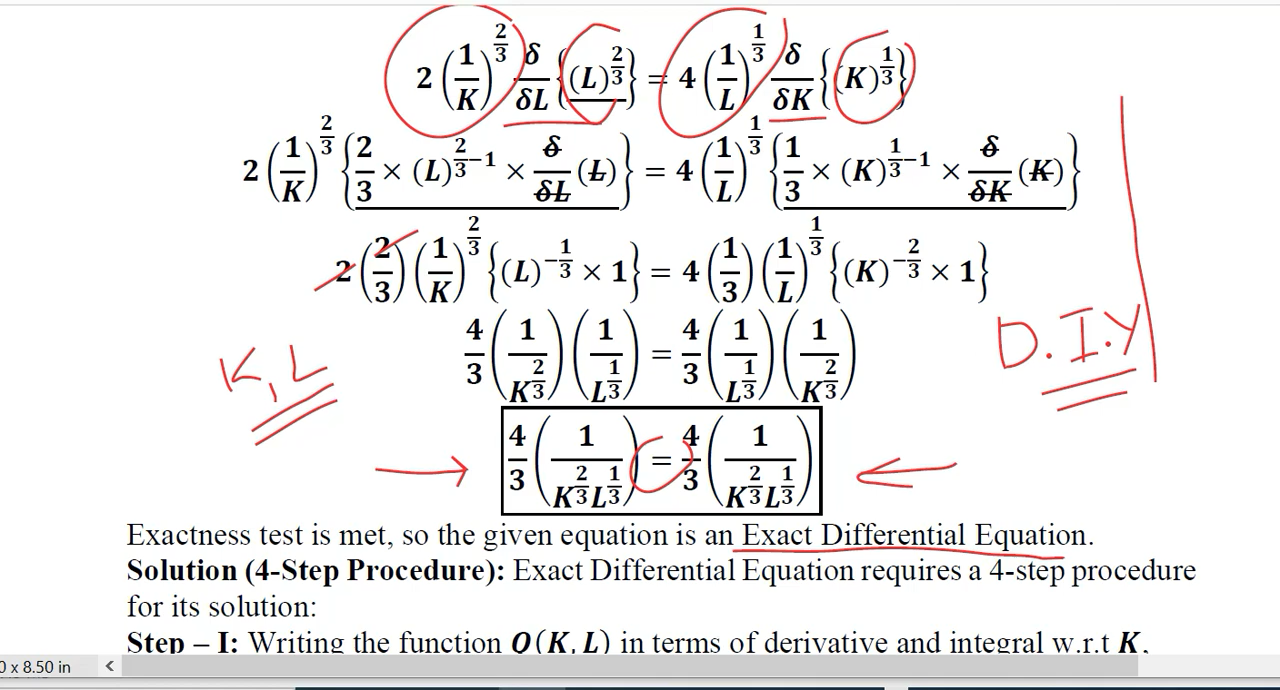 2 (1/K)^{2/3} δ/δL {(L)^{2/3}} = 4 (1/L)^{1/3} δ/δK {(K)^{1/3}}
2 (1/K)^{2/3} {2/3 × (L)^{2/3−1} × δ/δL (L)} = 4 (1/L)^{1/3} {1/3 × (K)^{1/3−1} × δ/δK (K)}
2 (2/3) (1/K)^{2/3} {(L)^{−1/3} × 1} = 4 (1/3) (1/L)^{1/3} {(K)^{−2/3} × 1}
D.I.Y
4/3 (1/K^{2/3}) (1/L^{1/3}) = 4/3 (1/L^{1/3}) (1/K^{2/3})
K, L
4/3 (1/K^{2/3}L^{1/3}) = 4/3 (1/K^{2/3}L^{1/3})
Exactness test is met, so the given equation is an Exact Differential Equation.
Solution (4-Step Procedure): Exact Differential Equation requires a 4-step procedure
for its solution:
Step – I: Writing the function Q(K, L) in terms of derivative and integral w.r.t K,
0 x 8.50 in